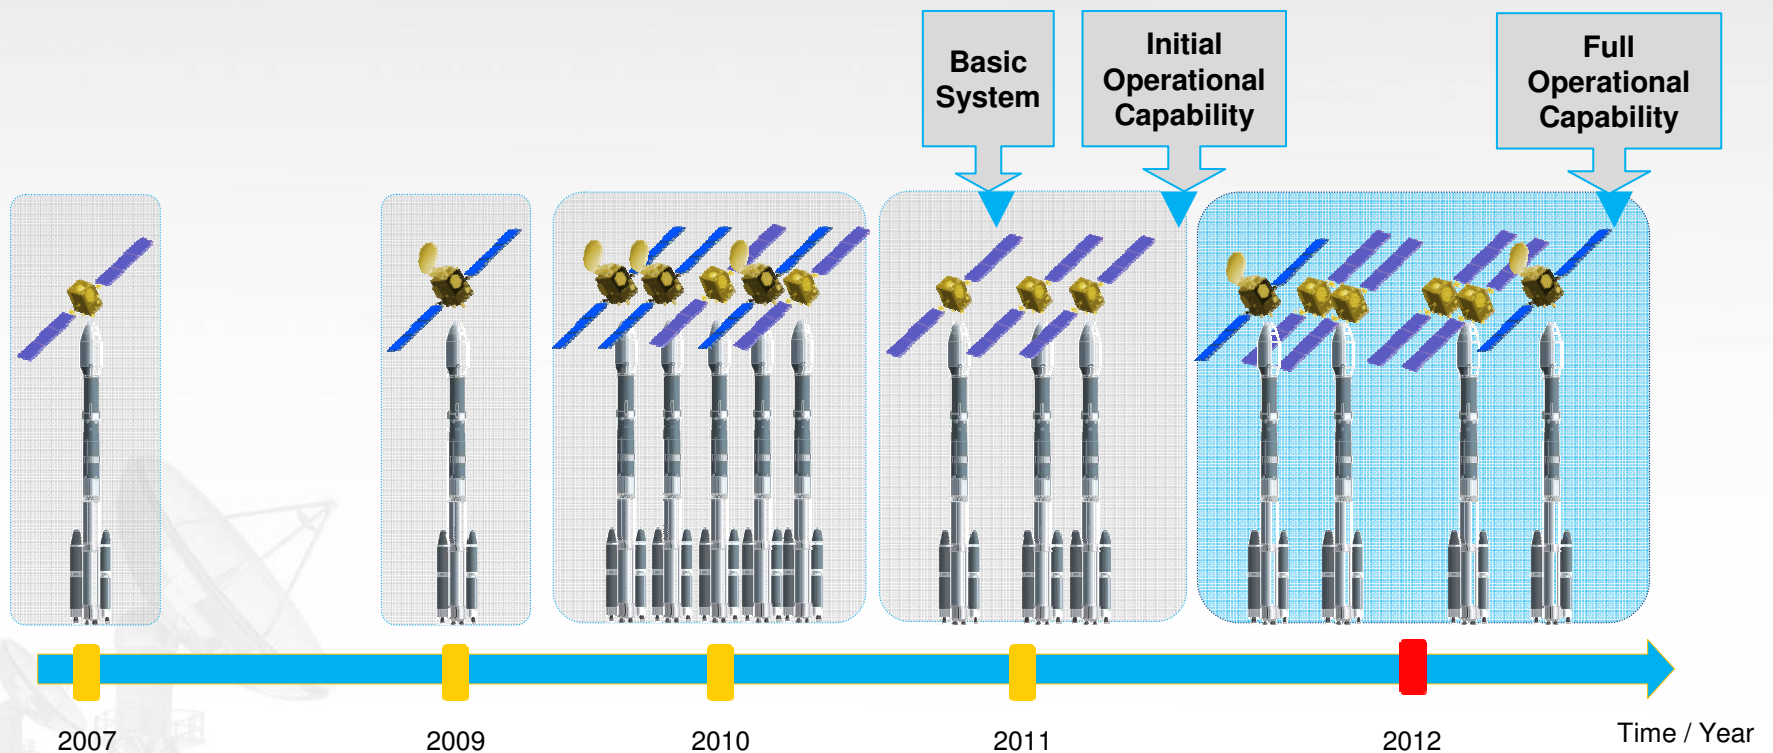 Basic
System
Initial
Operational
Capability
Full
Operational
Capability
2007
2009
2010
2011
2012
Time / Year